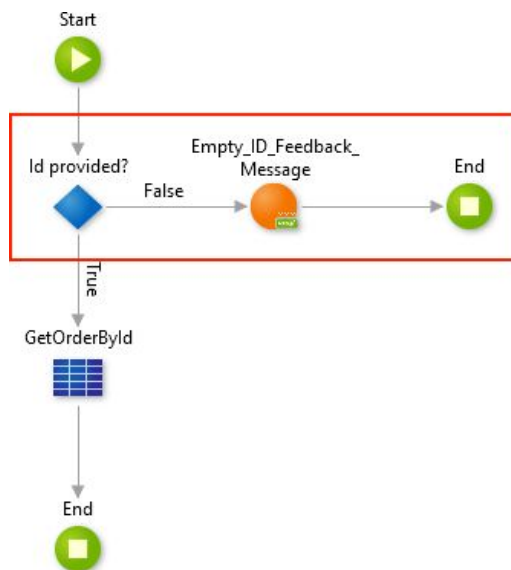 Start
Id provided?
False
Empty_ID_Feedback_
Message
End
True
GetOrderById
End